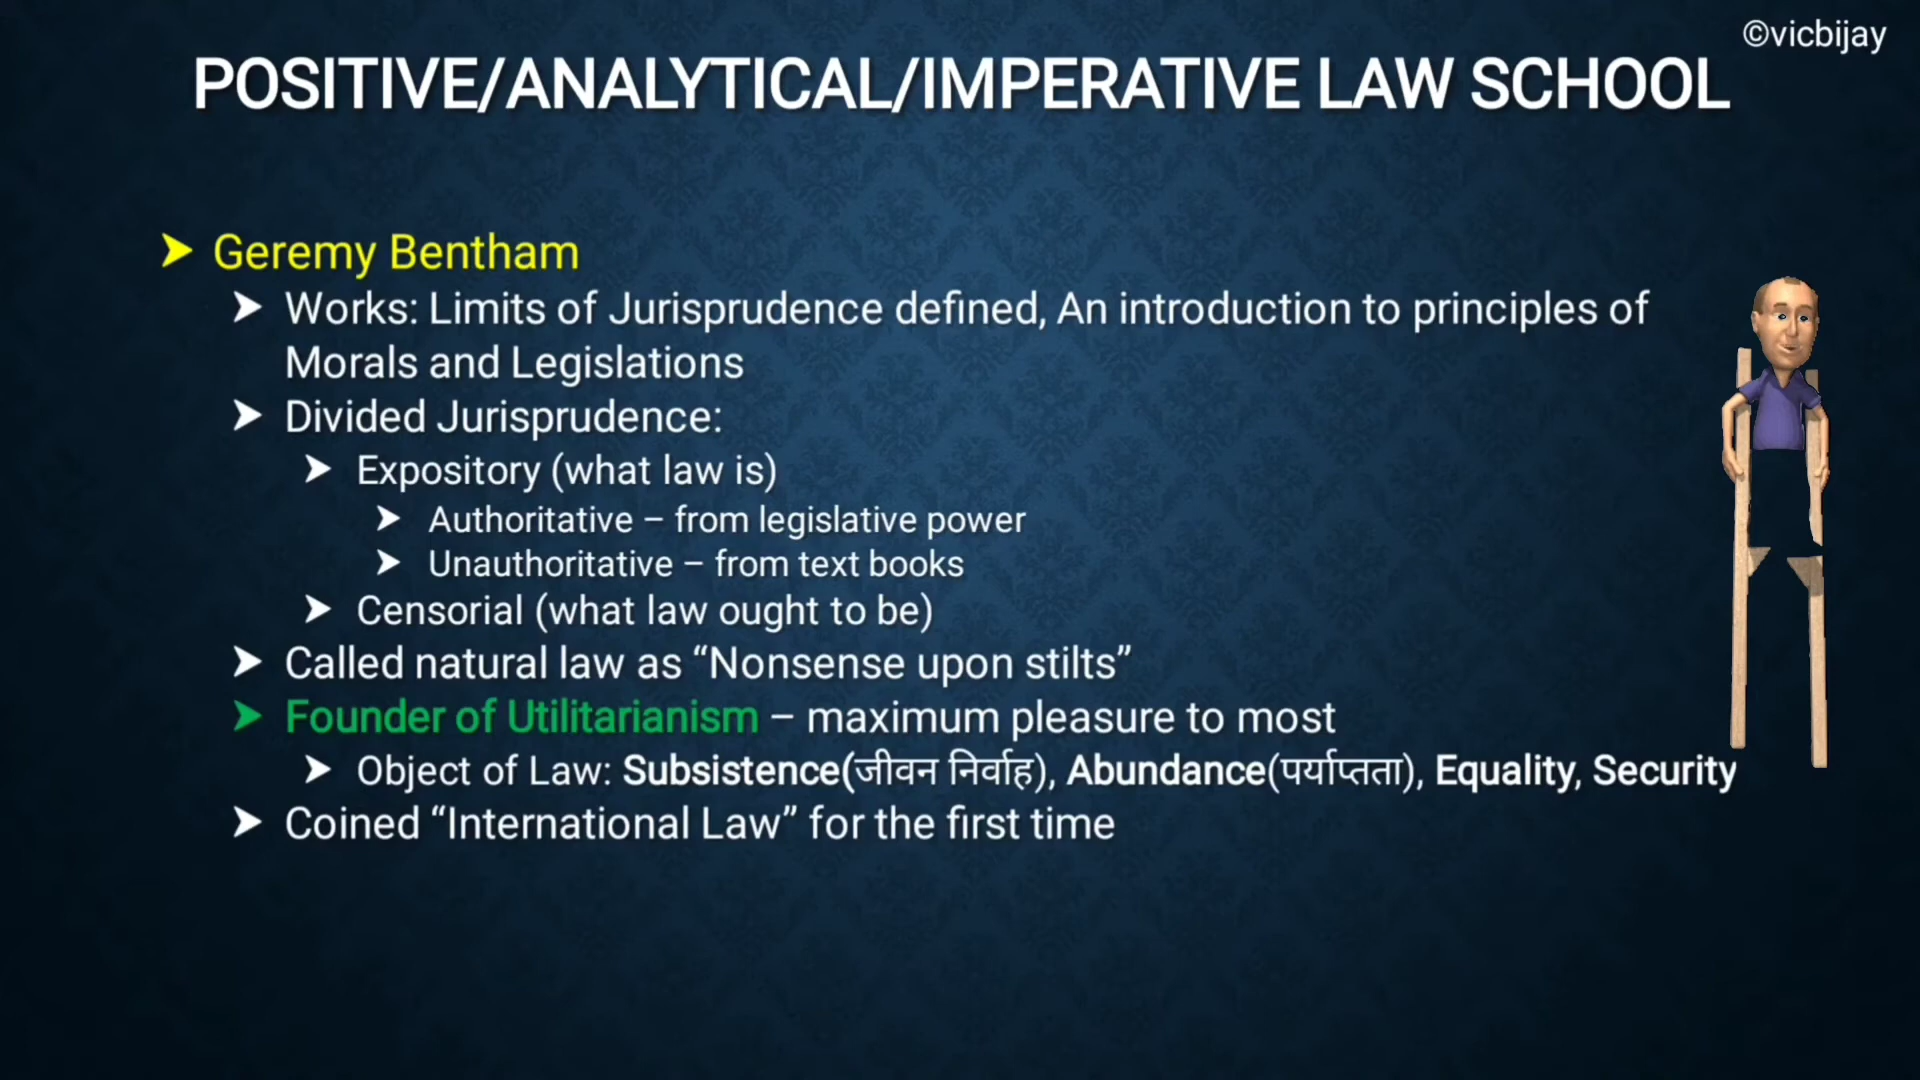 ©vicbijay
POSITIVE/ANALYTICAL/IMPERATIVE LAW SCHOOL
Geremy Bentham
Works: Limits of Jurisprudence defined, An introduction to principles of
Morals and Legislations
Divided Jurisprudence:
Expository (what law is)
Authoritative – from legislative power
Unauthoritative – from text books
Censorial (what law ought to be)
Called natural law as “Nonsense upon stilts”
Founder of Utilitarianism – maximum pleasure to most
Object of Law: Subsistence(जीवन निर्वाह), Abundance(पर्याप्तता), Equality, Security
Coined “International Law” for the first time